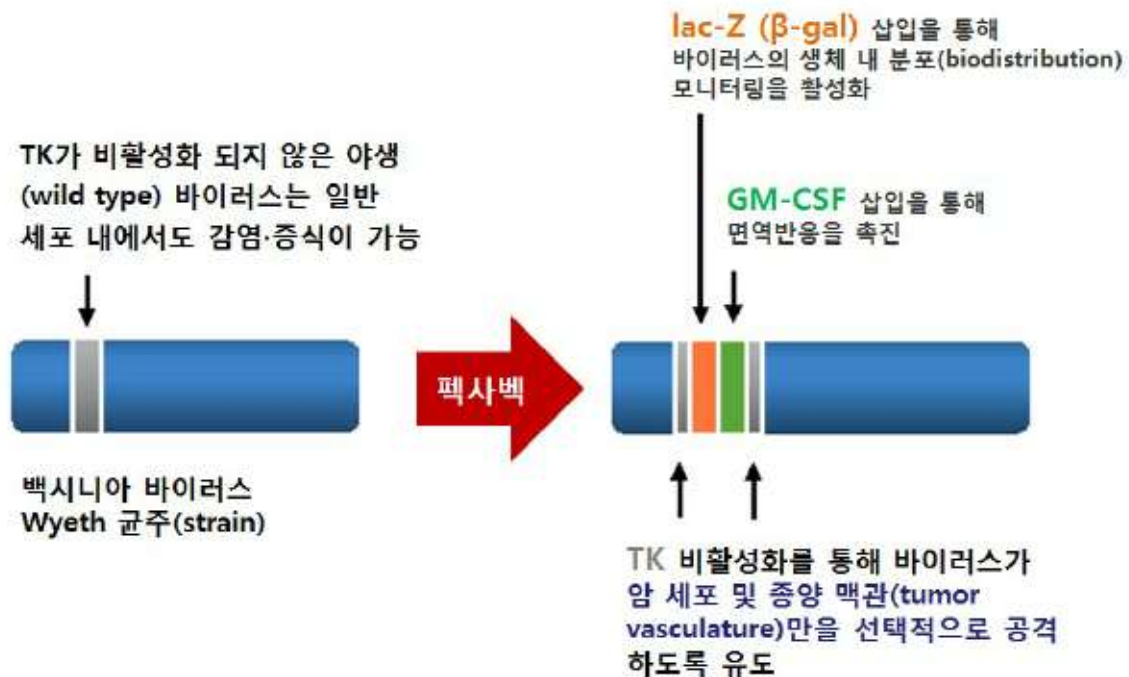 lac-Z (β-gal) 삽입을 통해
바이러스의 생체 내 분포(biodistribution)
모니터링을 활성화
TK가 비활성화 되지 않은 야생
(wild type) 바이러스는 일반
세포 내에서도 감염·증식이 가능
GM-CSF 삽입을 통해
면역반응을 촉진
펙사벡
백시니아 바이러스
Wyeth 균주(strain)
TK 비활성화를 통해 바이러스가
암 세포 및 종양 맥관(tumor
vasculature)만을 선택적으로 공격
하도록 유도